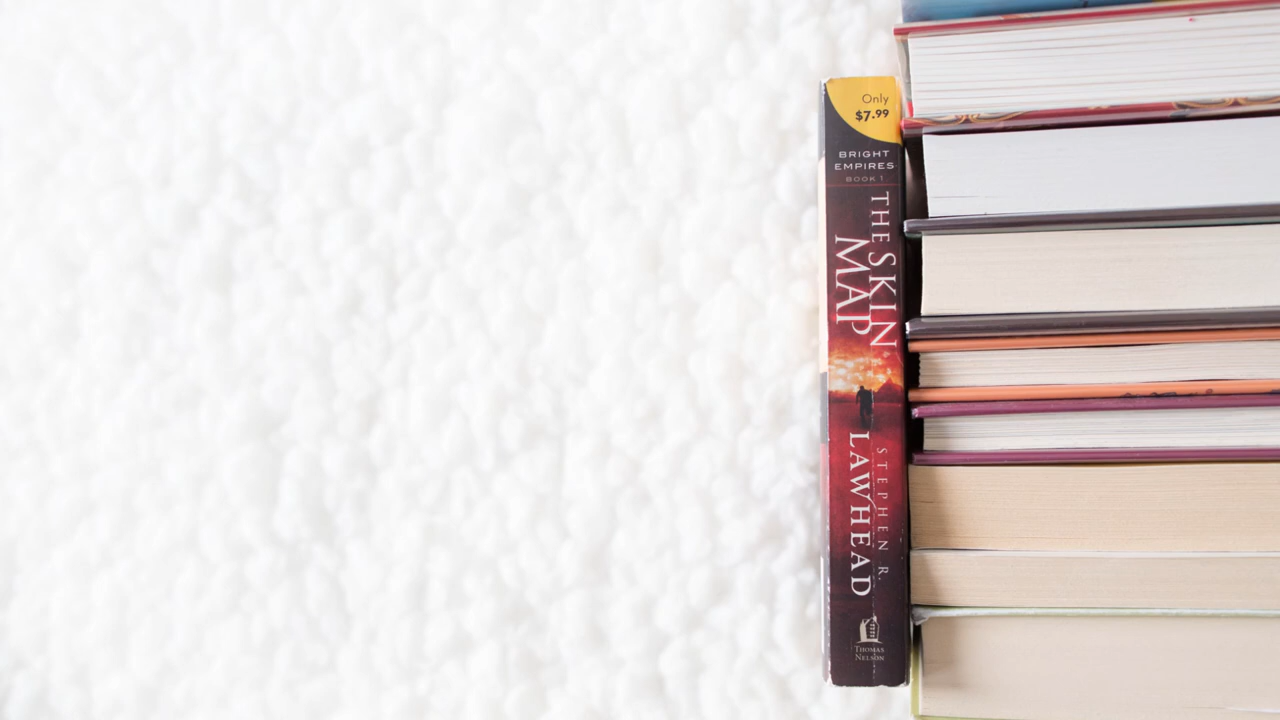 Only
$7.99
BRIGHT
EMPIRES
BOOK 1
THE SKIN
MAP
STEPHEN R.
LAWHEAD
THOMAS
NELSON